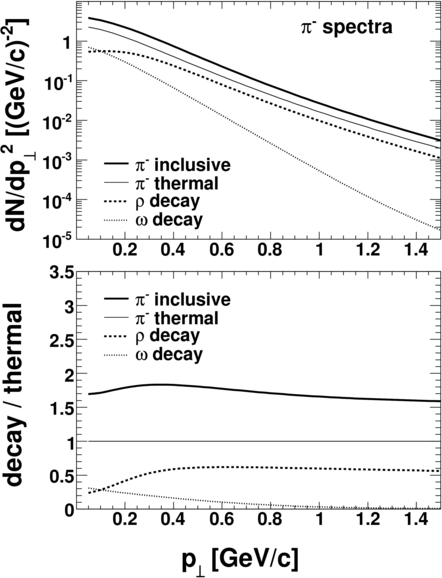 π⁻ spectra
dN/dp⊥² [(GeV/c)⁻²]
1
10⁻¹
10⁻²
10⁻³
10⁻⁴
10⁻⁵
π⁻ inclusive
π⁻ thermal
ρ decay
ω decay
0.2 0.4 0.6 0.8 1 1.2 1.4
decay / thermal
3.5
3
2.5
2
1.5
1
0.5
0
π⁻ inclusive
π⁻ thermal
ρ decay
ω decay
0.2 0.4 0.6 0.8 1 1.2 1.4
p⊥ [GeV/c]